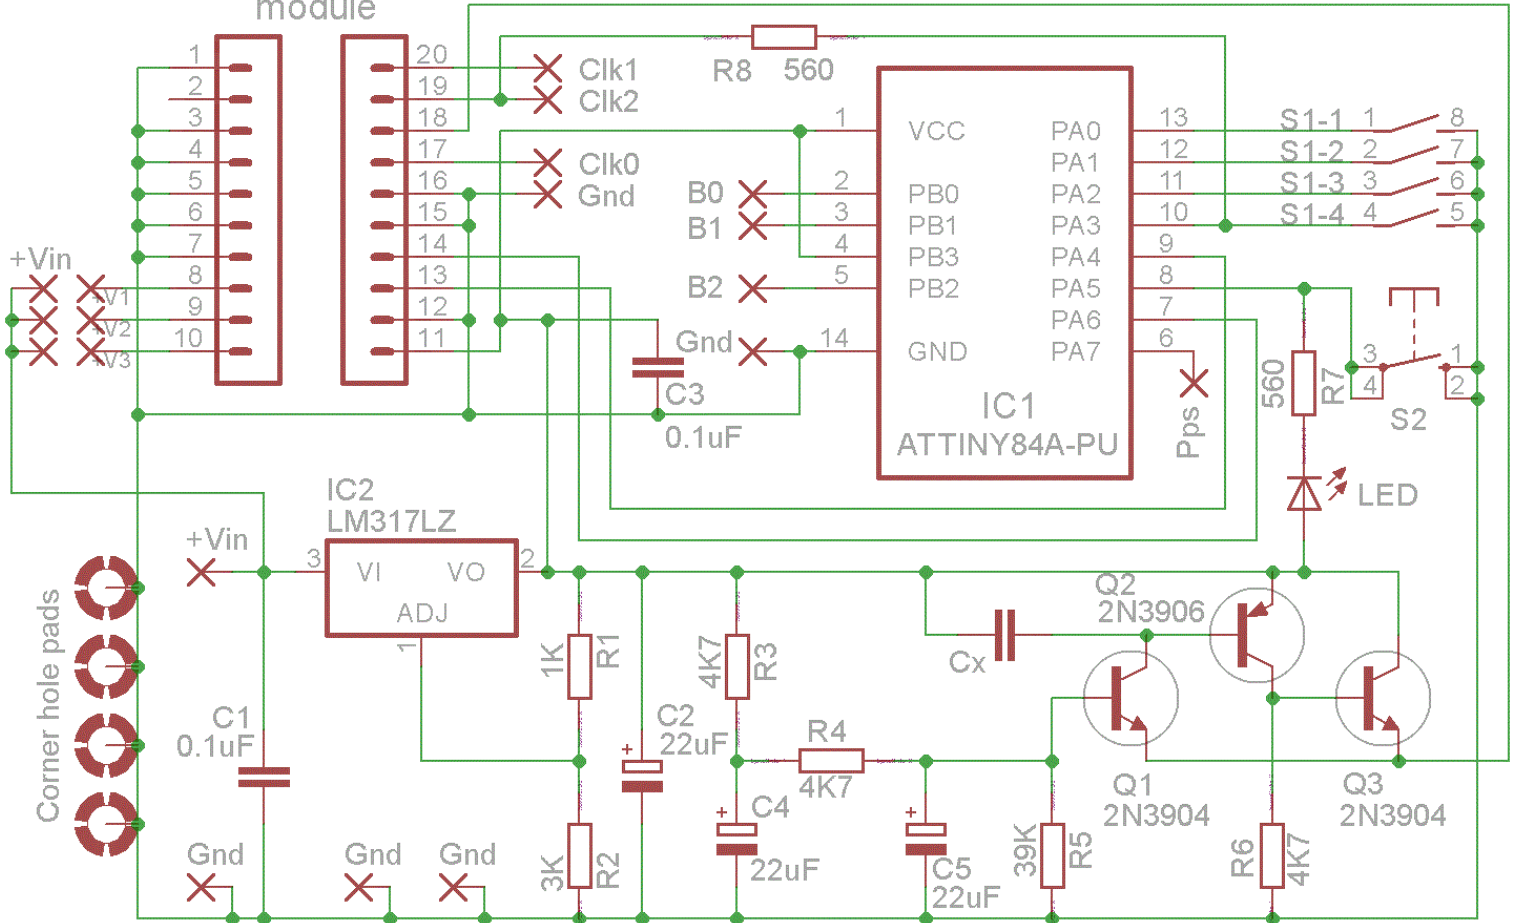 module
1
2
3
4
5
6
7
8
9
10
20
19
18
17
16
15
14
13
12
11
Clk1
Clk2
Clk0
Gnd
R8 560
+Vin
+V1
+V2
+V3
B0
B1
B2
Gnd
1
2
3
4
5
14
VCC
PB0
PB1
PB3
PB2
GND
PA0
PA1
PA2
PA3
PA4
PA5
PA6
PA7
13
12
11
10
9
8
7
6
IC1
ATTINY84A-PU
Pps
S1-1 1 8
S1-2 2 7
S1-3 3 6
S1-4 4 5
560
R7
3 1
4 2
S2
LED
C3
0.1uF
IC2
LM317LZ
+Vin
3
VI VO
2
ADJ
1
Corner hole pads
C1
0.1uF
Gnd
Gnd
Gnd
1K
R1
3K
R2
C2
+
22uF
4K7
R3
R4
4K7
+
C4
22uF
+
C5
22uF
39K
R5
Cx
Q2
2N3906
Q1
2N3904
Q3
2N3904
R6
4K7